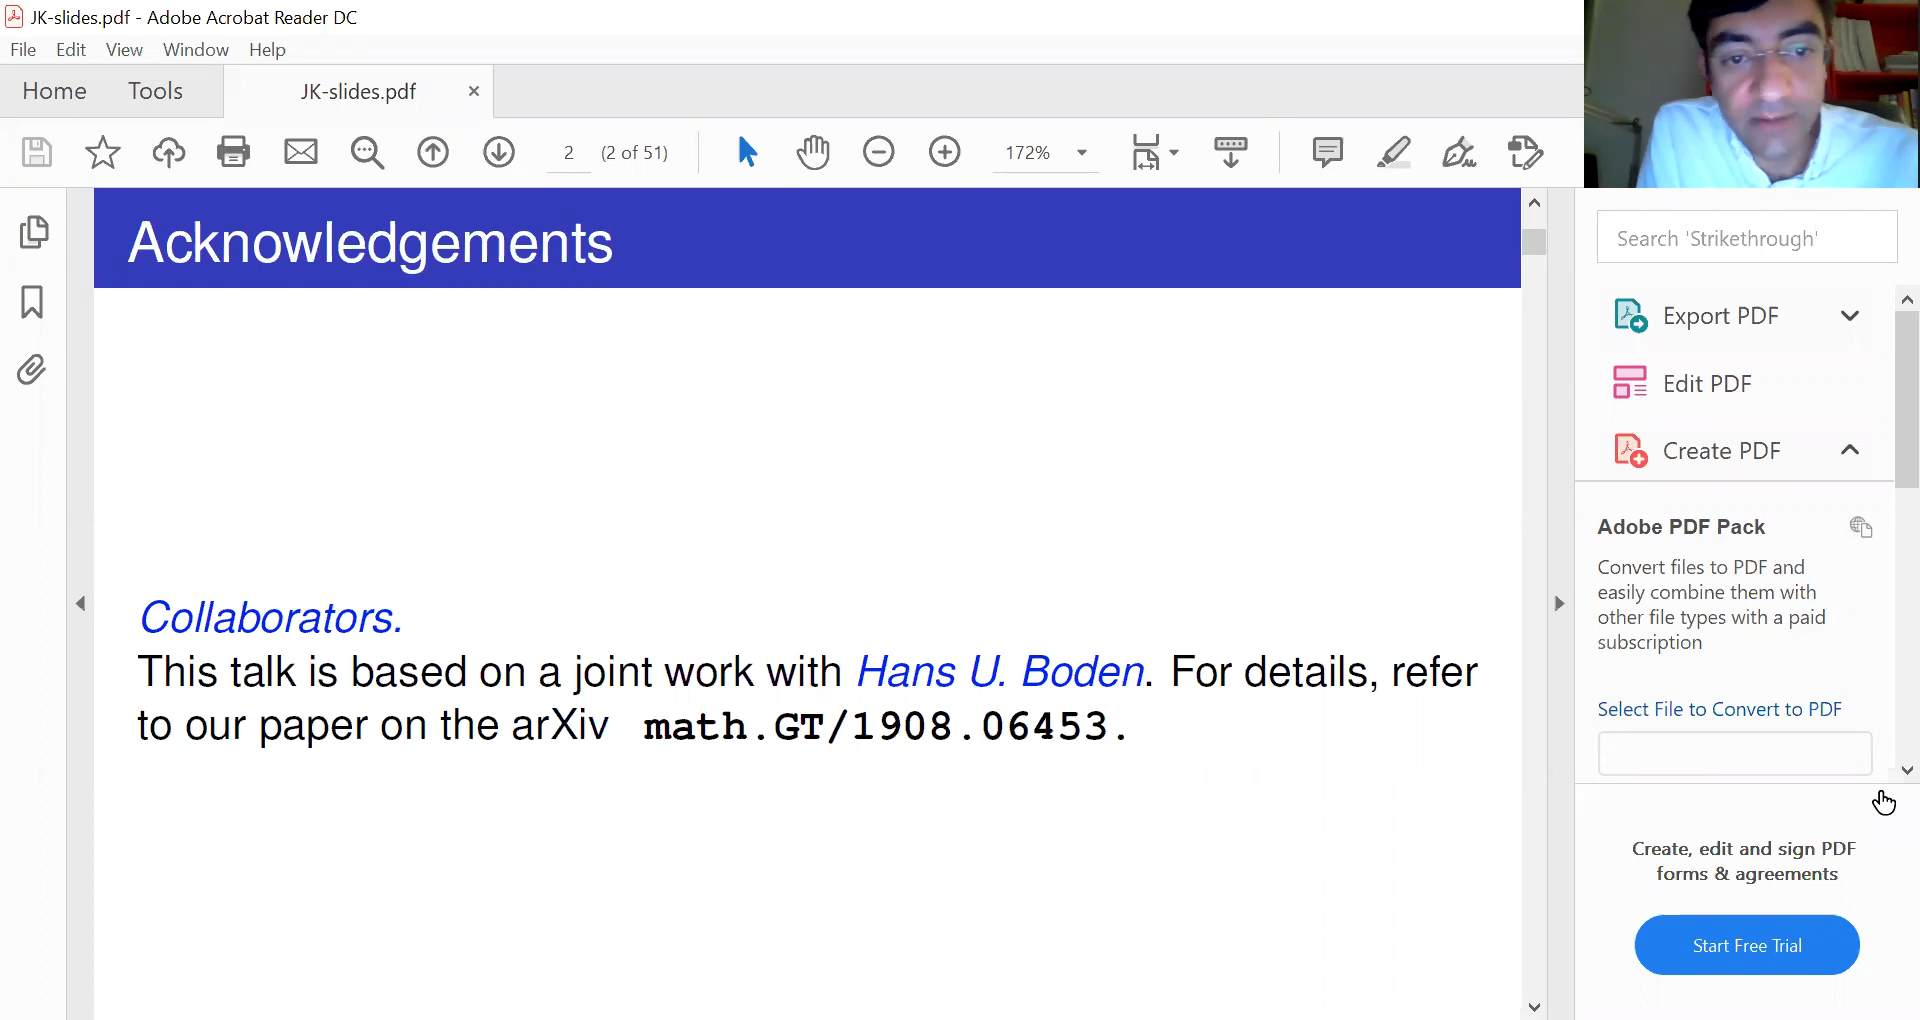 JK-slides.pdf - Adobe Acrobat Reader DC
File Edit View Window Help
Home Tools JK-slides.pdf ×
2 (2 of 51) 172%
Acknowledgements
Collaborators.
This talk is based on a joint work with Hans U. Boden. For details, refer
to our paper on the arXiv math.GT/1908.06453.
Search 'Strikethrough'
Export PDF
Edit PDF
Create PDF
Adobe PDF Pack
Convert files to PDF and
easily combine them with
other file types with a paid
subscription
Select File to Convert to PDF
Create, edit and sign PDF
forms & agreements
Start Free Trial